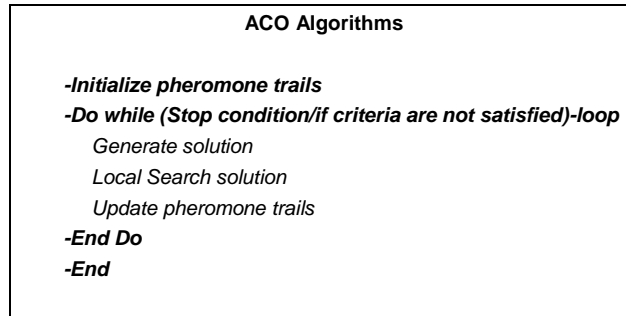 ACO Algorithms
-Initialize pheromone trails
-Do while (Stop condition/if criteria are not satisfied)-loop
Generate solution
Local Search solution
Update pheromone trails
-End Do
-End